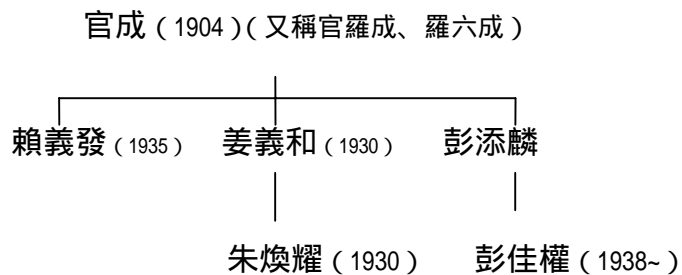 官成（1904）(又稱官羅成、羅六成）
賴義發（1935） 姜義和（1930） 彭添麟
朱煥耀（1930） 彭佳權（1938~）